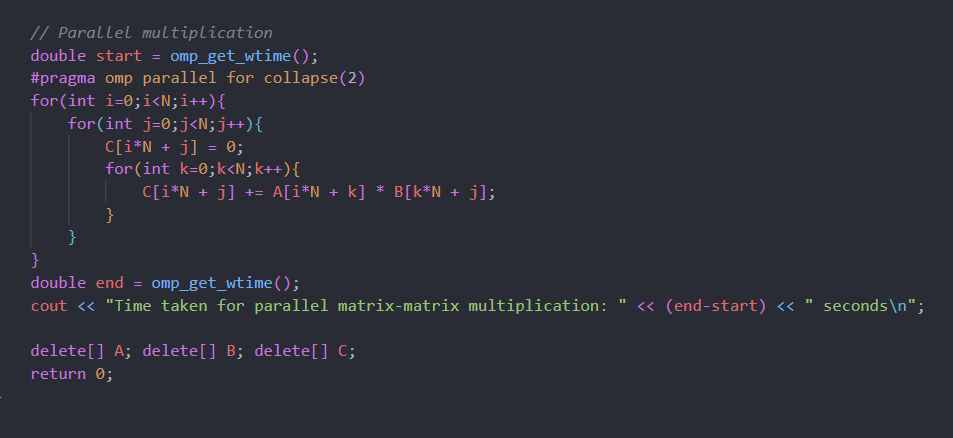 // Parallel multiplication
double start = omp_get_wtime();
#pragma omp parallel for collapse(2)
for(int i=0;i<N;i++){
    for(int j=0;j<N;j++){
        C[i*N + j] = 0;
        for(int k=0;k<N;k++){
            C[i*N + j] += A[i*N + k] * B[k*N + j];
        }
    }
}
double end = omp_get_wtime();
cout << "Time taken for parallel matrix-matrix multiplication: " << (end-start) << " seconds\n";

delete[] A; delete[] B; delete[] C;
return 0;